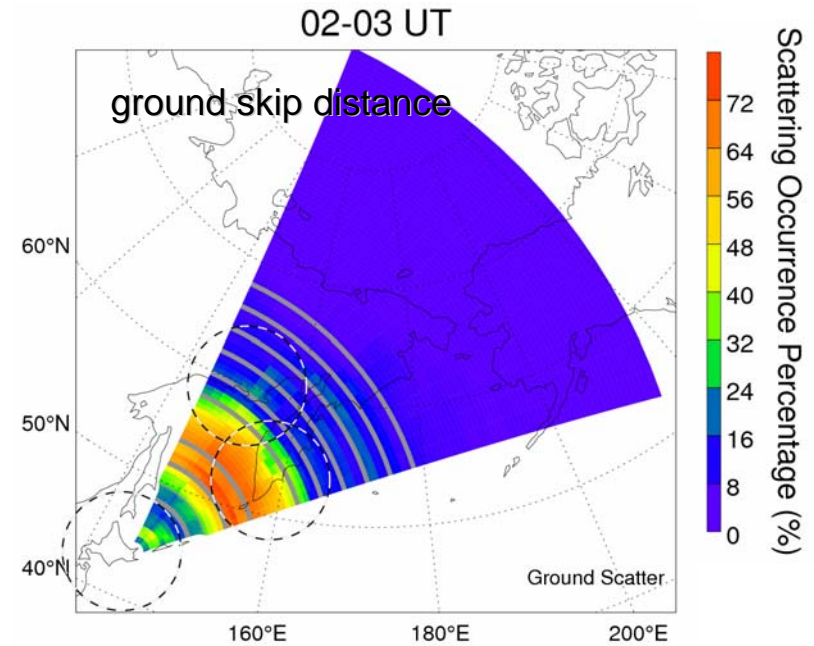 02-03 UT
ground skip distance
60°N
50°N
40°N
160°E
180°E
200°E
Ground Scatter
72
64
56
48
40
32
24
16
8
0
Scattering Occurrence Percentage (%)